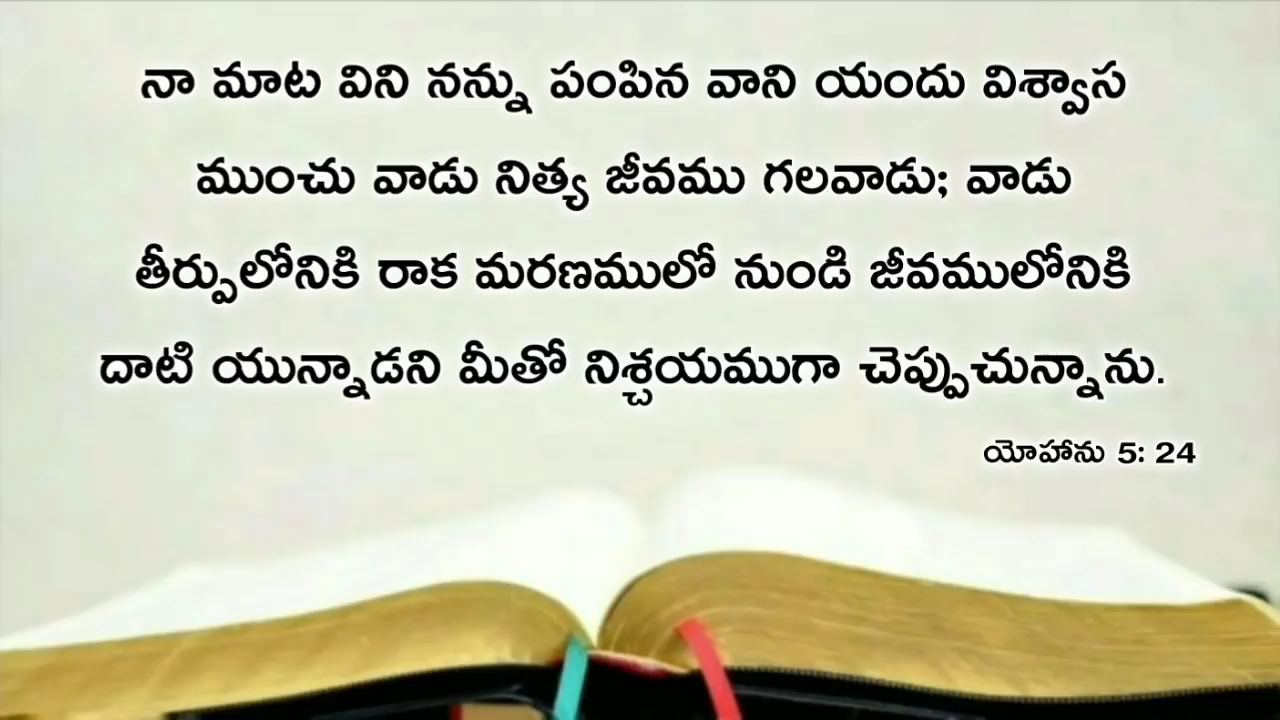 నా మాట విని నన్ను పంపిన వాని యందు విశ్వాస
ముంచు వాడు నిత్య జీవము గలవాడు; వాడు
తీర్పులోనికి రాక మరణములో నుండి జీవములోనికి
దాటి యున్నాడని మీతో నిశ్చయముగా చెప్పుచున్నాను.
యోహాను 5: 24